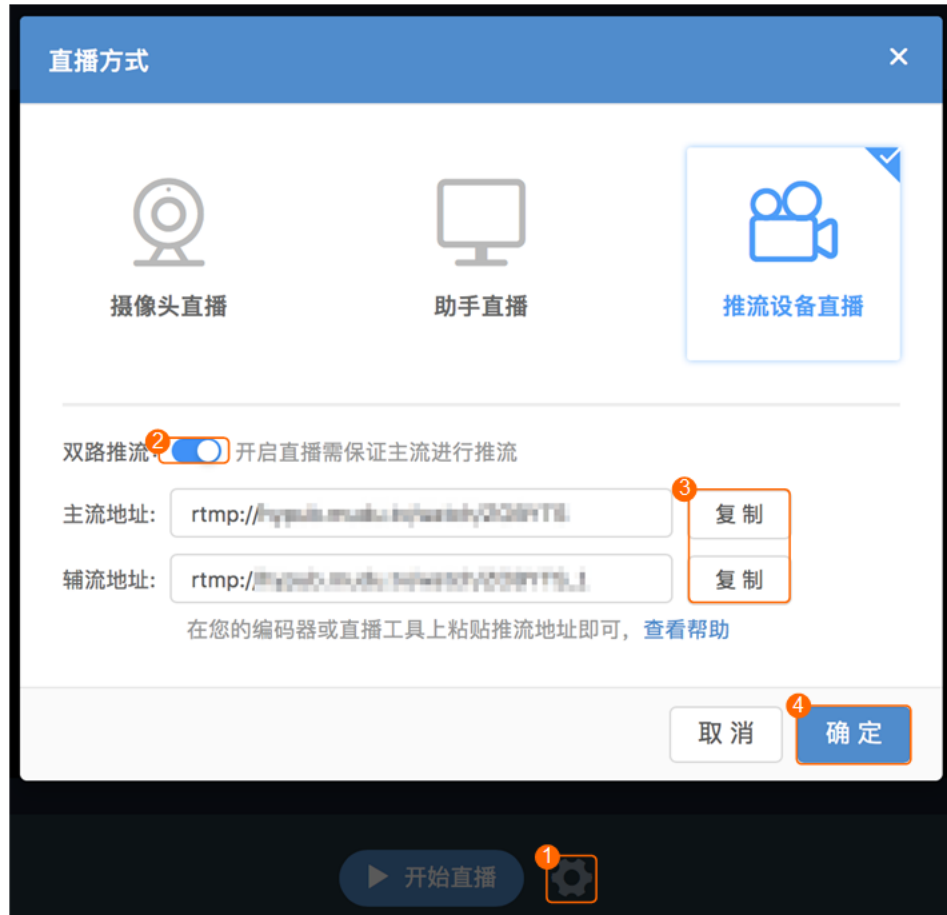 直播方式
摄像头直播
助手直播
推流设备直播
2
双路推流: 开启直播需保证主流进行推流
3
主流地址: rtmp:// 复制
辅流地址: rtmp:// 复制
在您的编码器或直播工具上粘贴推流地址即可，查看帮助
4
取消 确定
1
开始直播